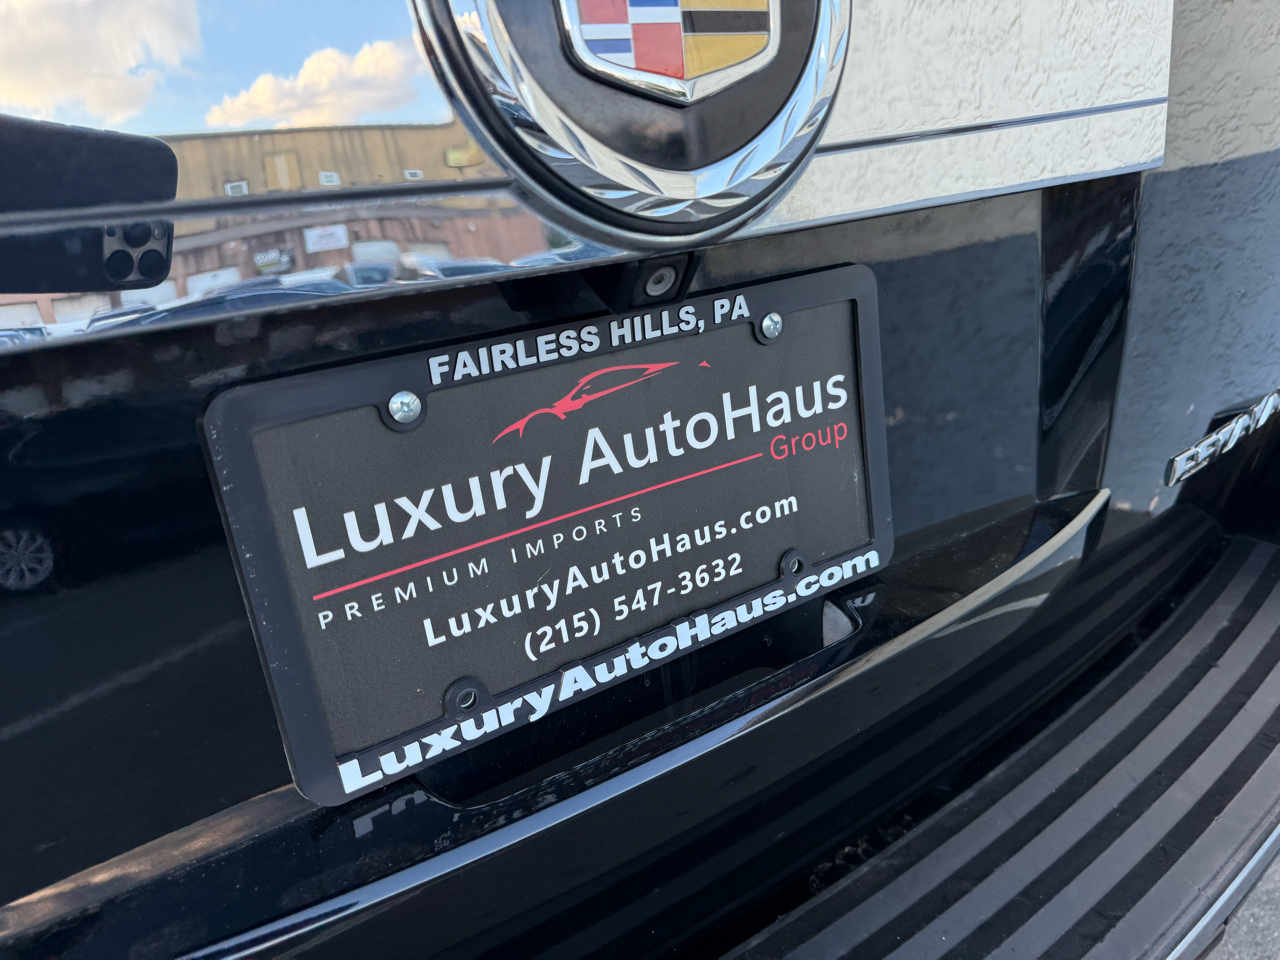 FAIRLESS HILLS, PA
Luxury AutoHaus
Group
PREMIUM IMPORTS
LuxuryAutoHaus.com
(215) 547-3632
LuxuryAutoHaus.com